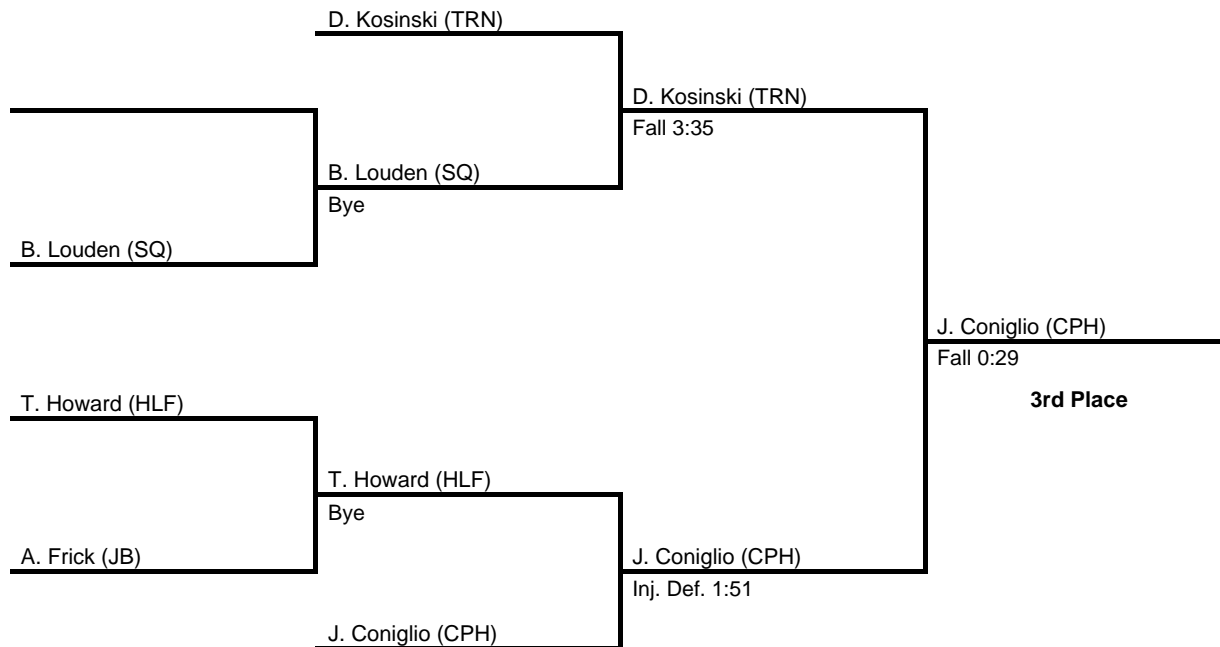 D. Kosinski (TRN)
D. Kosinski (TRN)
Fall 3:35
B. Louden (SQ)
Bye
B. Louden (SQ)
J. Coniglio (CPH)
Fall 0:29
3rd Place
T. Howard (HLF)
T. Howard (HLF)
Bye
A. Frick (JB)
J. Coniglio (CPH)
Inj. Def. 1:51
J. Coniglio (CPH)